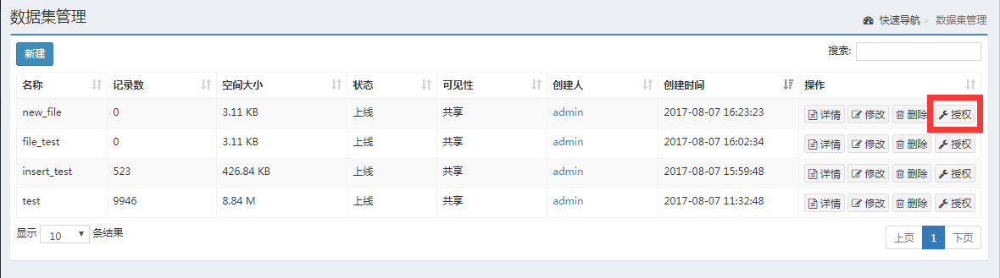 数据集管理
快速导航 > 数据集管理
新建
搜索:
名称 记录数 空间大小 状态 可见性 创建人 创建时间 操作
new_file 0 3.11 KB 上线 共享 admin 2017-08-07 16:23:23 详情 修改 删除 授权
file_test 0 3.11 KB 上线 共享 admin 2017-08-07 16:02:34 详情 修改 删除 授权
insert_test 523 426.84 KB 上线 共享 admin 2017-08-07 15:59:48 详情 修改 删除 授权
test 9946 8.84 M 上线 共享 admin 2017-08-07 11:32:48 详情 修改 删除 授权
显示 10 条结果
上页 1 下页